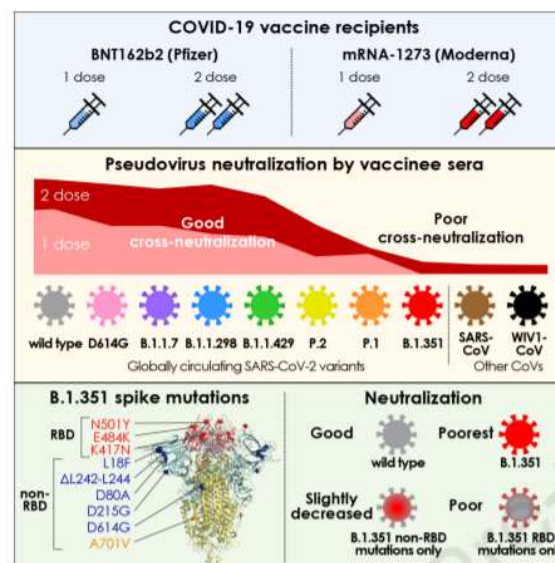 COVID-19 vaccine recipients
BNT162b2 (Pfizer)
mRNA-1273 (Moderna)
1 dose
2 dose
1 dose
2 dose
Pseudovirus neutralization by vaccinee sera
2 dose
1 dose
Good
cross-neutralization
Poor
cross-neutralization
wild type
D614G
B.1.1.7
B.1.1.298
B.1.1.429
P.2
P.1
B.1.351
SARS-
CoV
WIV1-
CoV
Globally circulating SARS-CoV-2 variants
Other CoVs
B.1.351 spike mutations
RBD
N501Y
E484K
K417N
non-
RBD
L18F
ΔL242-L244
D80A
D215G
D614G
A701V
Neutralization
Good
wild type
Poorest
B.1.351
Slightly
decreased
B.1.351 non-RBD
mutations only
Poor
B.1.351 RBD
mutations only